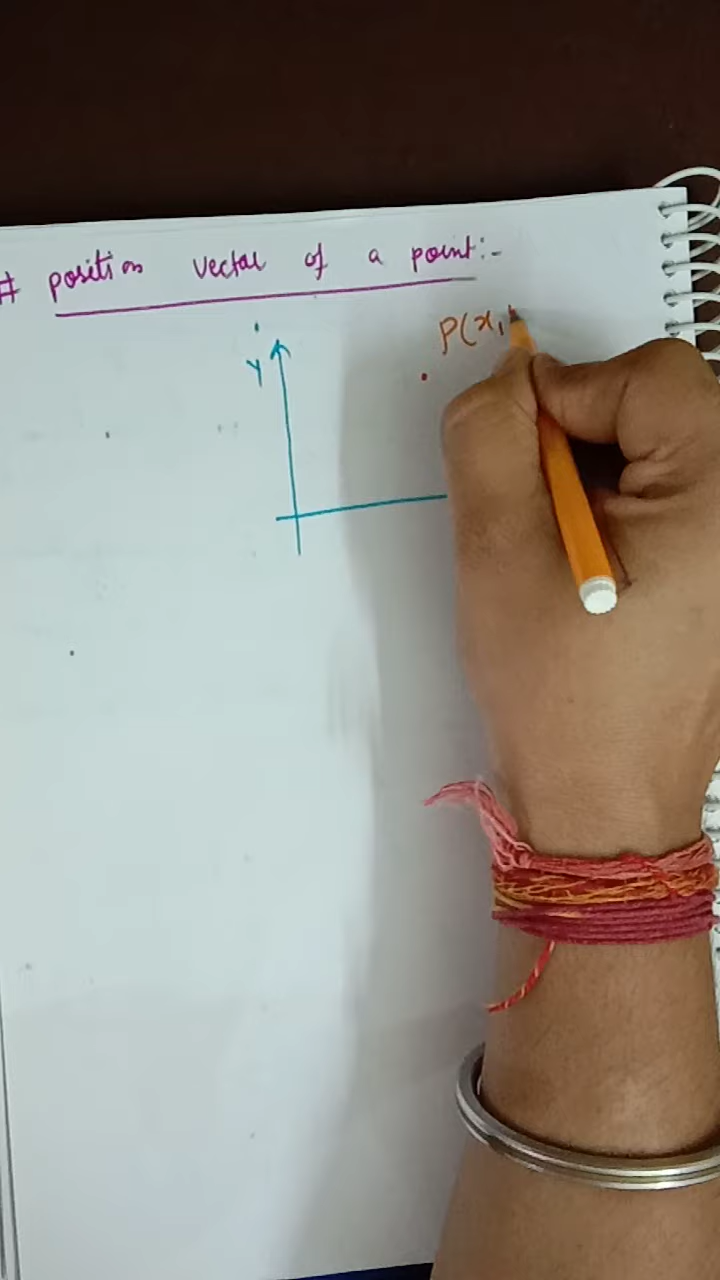 # position vector of a point:-
P(x,
Y